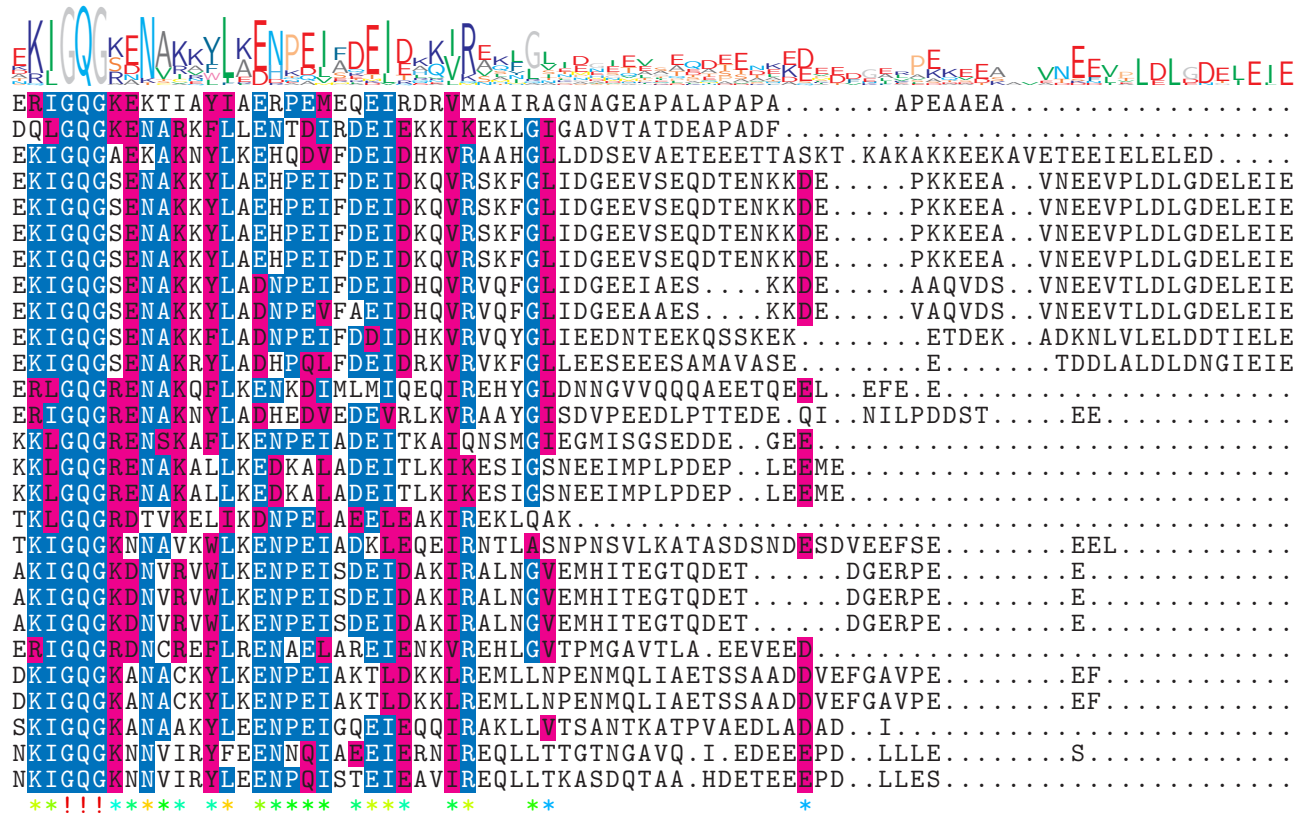 EKIGQGKENAKKYLKENPEIFDEIDKKIREKLGL
ERIGQGKEKTIAYIAERPEMEQEIRDRVMAAIRAGNAGEAPALAPAPA.......APEAAEA..................
DQLGQGKENARKFLLENTDIRDEIEKKIKEKLGIGADVTATDEAPADF................................
EKIGQGAEKAKNYLKEHQDVFDEIDHKVRAAHGLLDDSEVAETEEETTASKT.KAKAKKEEKAVETEEIELELED.....
EKIGQGSENAKKYLAEHPEIFDEIDKQVRSKFGLIDGEEVSEQDTENKKDE.....PKKEEA..VNEEVPLDLGDELEIE
EKIGQGSENAKKYLAEHPEIFDEIDKQVRSKFGLIDGEEVSEQDTENKKDE.....PKKEEA..VNEEVPLDLGDELEIE
EKIGQGSENAKKYLAEHPEIFDEIDKQVRSKFGLIDGEEVSEQDTENKKDE.....PKKEEA..VNEEVPLDLGDELEIE
EKIGQGSENAKKYLAEHPEIFDEIDKQVRSKFGLIDGEEVSEQDTENKKDE.....PKKEEA..VNEEVPLDLGDELEIE
EKIGQGSENAKKYLADNPEIFDEIDHQVRVQFGLIDGEEIAES....KKDE.....AAQVDS..VNEEVTLDLGDELEIE
EKIGQGSENAKKYLADNPEVFAEIDHQVRVQFGLIDGEEAAES....KKDE.....VAQVDS..VNEEVTLDLGDELEIE
EKIGQGSENAKKFLADNPEIFDDIDHKVRVQYGLIEEDNTEEKQSSKEK........ETDEK..ADKNLVLELDDTIELE
EKIGQGSENAKRYLADHPQLFDEIDRKVRVKFGLLEESEEESAMAVASE........E.......TDDLALDLDNGIEIE
ERLGQGRENAKQFLKENKDIMLMIQEQIREHYGLDNNGVVQQQAEETQEEL..EFE.E......................
ERIGQGRENAKNYLADHEDVEDEVRLKVRAAYGISDVPEEDLPTTEDE.QI..NILPDDST.....EE............
KKLGQGRENSKAFLKENPEIADEITKAIQNSMGIEGMISGSEDDE..GEE..............................
KKLGQGRENAKALLKEDKALADEITLKIKESIGSNEEIMPLPDEP..LEEME............................
KKLGQGRENAKALLKEDKALADEITLKIKESIGSNEEIMPLPDEP..LEEME............................
TKLGQGRDTVKELIKDNPELAEELEAKIREKLQAK.............................................
TKIGQGKNNAVKWLKENPEIADKLEQEIRNTLASNPNSVLKATASDSNDESDVEEFSE........EEL...........
AKIGQGKDNVRVWLKENPEISDEIDAKIRALNGVEMHITEGTQDET......DGERPE........E.............
AKIGQGKDNVRVWLKENPEISDEIDAKIRALNGVEMHITEGTQDET......DGERPE........E.............
AKIGQGKDNVRVWLKENPEISDEIDAKIRALNGVEMHITEGTQDET......DGERPE........E.............
ERIGQGRDNCREFLRENAELAREIENKVREHLGVTPMGAVTLA.EEVEED..............................
DKIGQGKANACKYLKENPEIAKTLDKKLREMLLNPENMQLIAETSSAADDVEFGAVPE........EF............
DKIGQGKANACKYLKENPEIAKTLDKKLREMLLNPENMQLIAETSSAADDVEFGAVPE........EF............
SKIGQGKANAAKYLEENPEIGQEIEQQIRAKLLVTSANTKATPVAEDLADAD..I.........................
NKIGQGKNNVIRYFEENNQIAEEIERNIREQLLTTGTNGAVQ.I.EDEEEPD..LLLE........S.............
NKIGQGKNNVIRYLEENPQISTEIEAVIREQLLTKASDQTAA.HDETEEEPD..LLES......................
**!!!***** ** ***** **** ** ** *